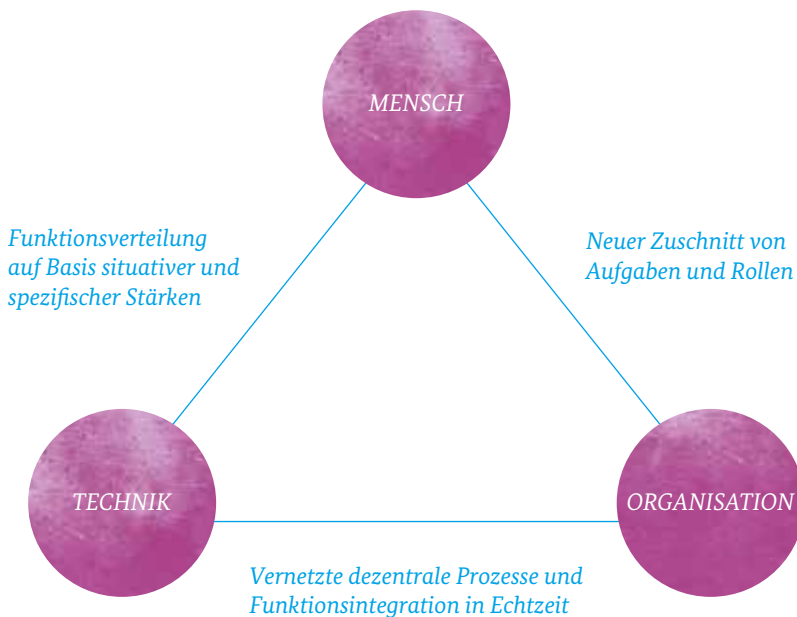 MENSCH
Funktionsverteilung
auf Basis situativer und
spezifischer Stärken
Neuer Zuschnitt von
Aufgaben und Rollen
TECHNIK
ORGANISATION
Vernetzte dezentrale Prozesse und
Funktionsintegration in Echtzeit